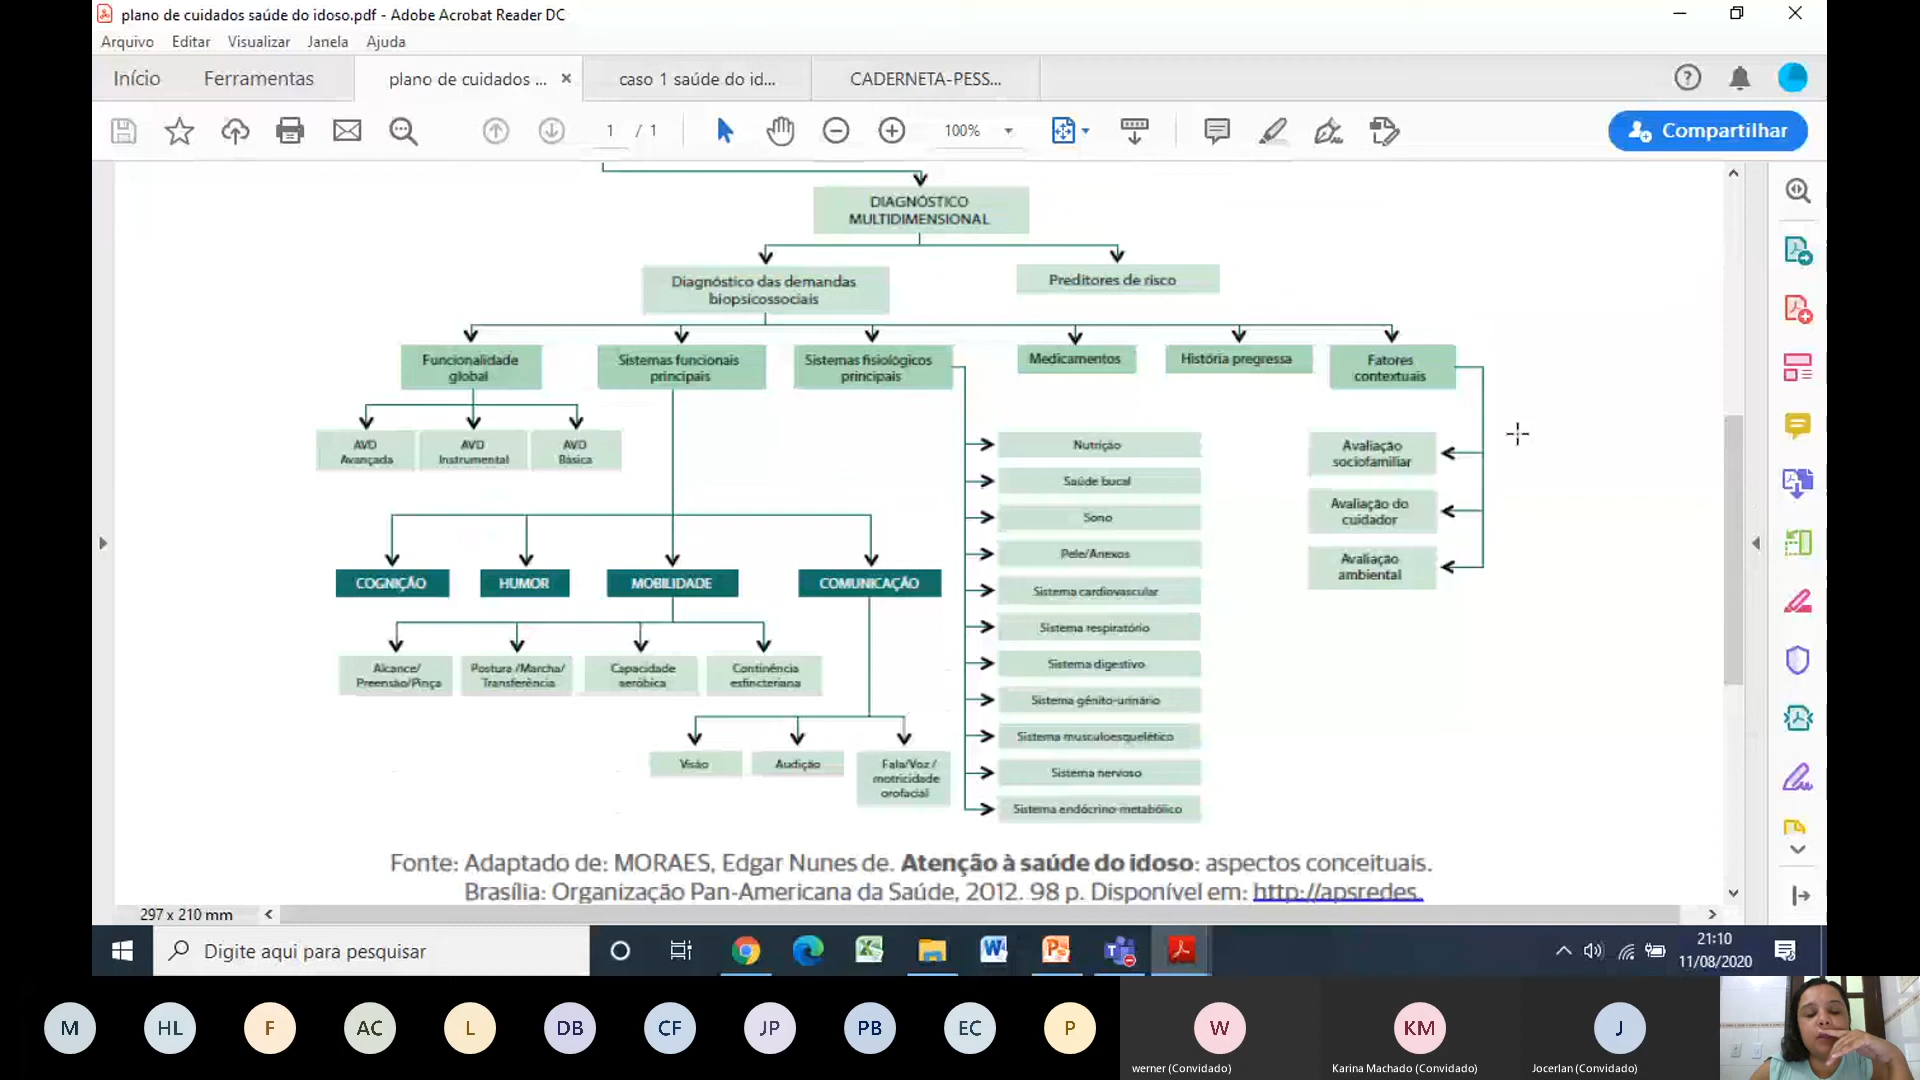 plano de cuidados saúde do idoso.pdf - Adobe Acrobat Reader DC
Arquivo Editar Visualizar Janela Ajuda
Início Ferramentas plano de cuidados ... × caso 1 saúde do id... CADERNETA-PESS...
1 / 1 100% Compartilhar
DIAGNÓSTICO
MULTIDIMENSIONAL
Diagnóstico das demandas
biopsicossociais
Preditores de risco
Funcionalidade
global
Sistemas funcionais
principais
Sistemas fisiológicos
principais
Medicamentos
História pregressa
Fatores
contextuais
AVD
Avançada
AVD
Instrumental
AVD
Básica
Nutrição
Saúde bucal
Sono
Pele/Anexos
Sistema cardiovascular
Sistema respiratório
Sistema digestivo
Sistema gênito-urinário
Sistema musculoesquelético
Sistema nervoso
Sistema endócrino-metabólico
Avaliação
sociofamiliar
Avaliação do
cuidador
Avaliação
ambiental
COGNIÇÃO
HUMOR
MOBILIDADE
COMUNICAÇÃO
Alcance/
Preensão/Pinça
Postura /Marcha/
Transferência
Capacidade
aeróbica
Continência
esfincteriana
Visão
Audição
Fala/Voz /
motricidade
orofacial
Fonte: Adaptado de: MORAES, Edgar Nunes de. Atenção à saúde do idoso: aspectos conceituais.
Brasília: Organização Pan-Americana da Saúde, 2012. 98 p. Disponível em: http://apsredes.
297 x 210 mm
Digite aqui para pesquisar
21:10
11/08/2020
M HL F AC L DB CF JP PB EC P W KM J
werner (Convidado) Karina Machado (Convidado) Jocerlan (Convidado)